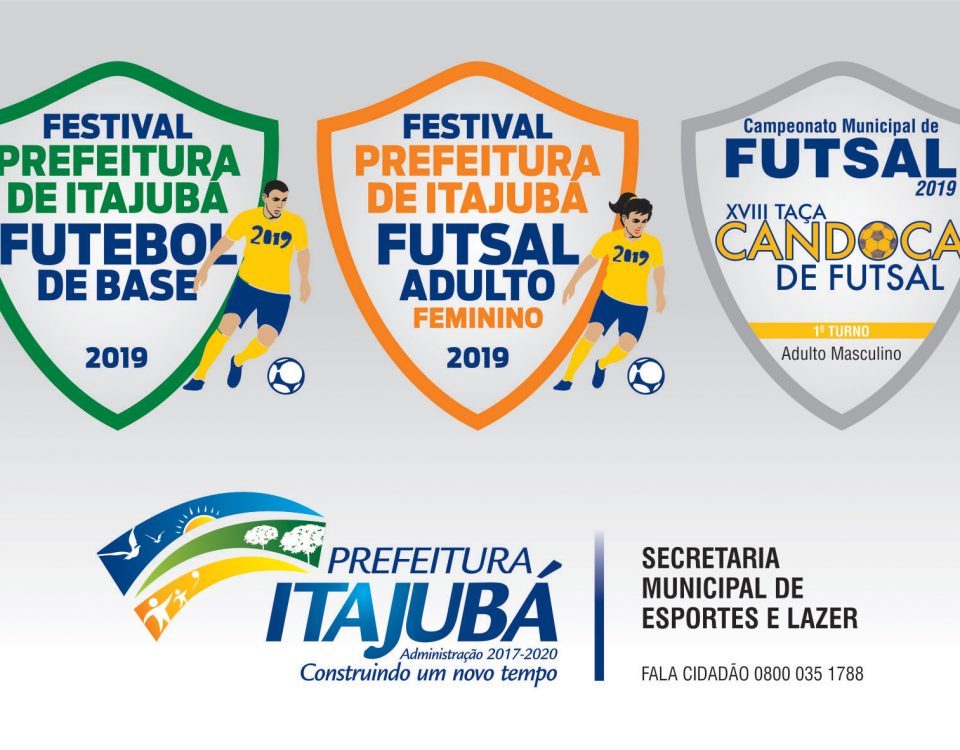 FESTIVAL
PREFEITURA
DE ITAJUBÁ
FUTEBOL
DE BASE
2019
2019
FESTIVAL
PREFEITURA
DE ITAJUBÁ
FUTSAL
ADULTO
FEMININO
2019
2019
Campeonato Municipal de
FUTSAL
2019
XVIII TAÇA
CANDOCA
DE FUTSAL
1º TURNO
Adulto Masculino
PREFEITURA
ITAJUBÁ
Administração 2017-2020
Construindo um novo tempo
SECRETARIA
MUNICIPAL DE
ESPORTES E LAZER
FALA CIDADÃO 0800 035 1788